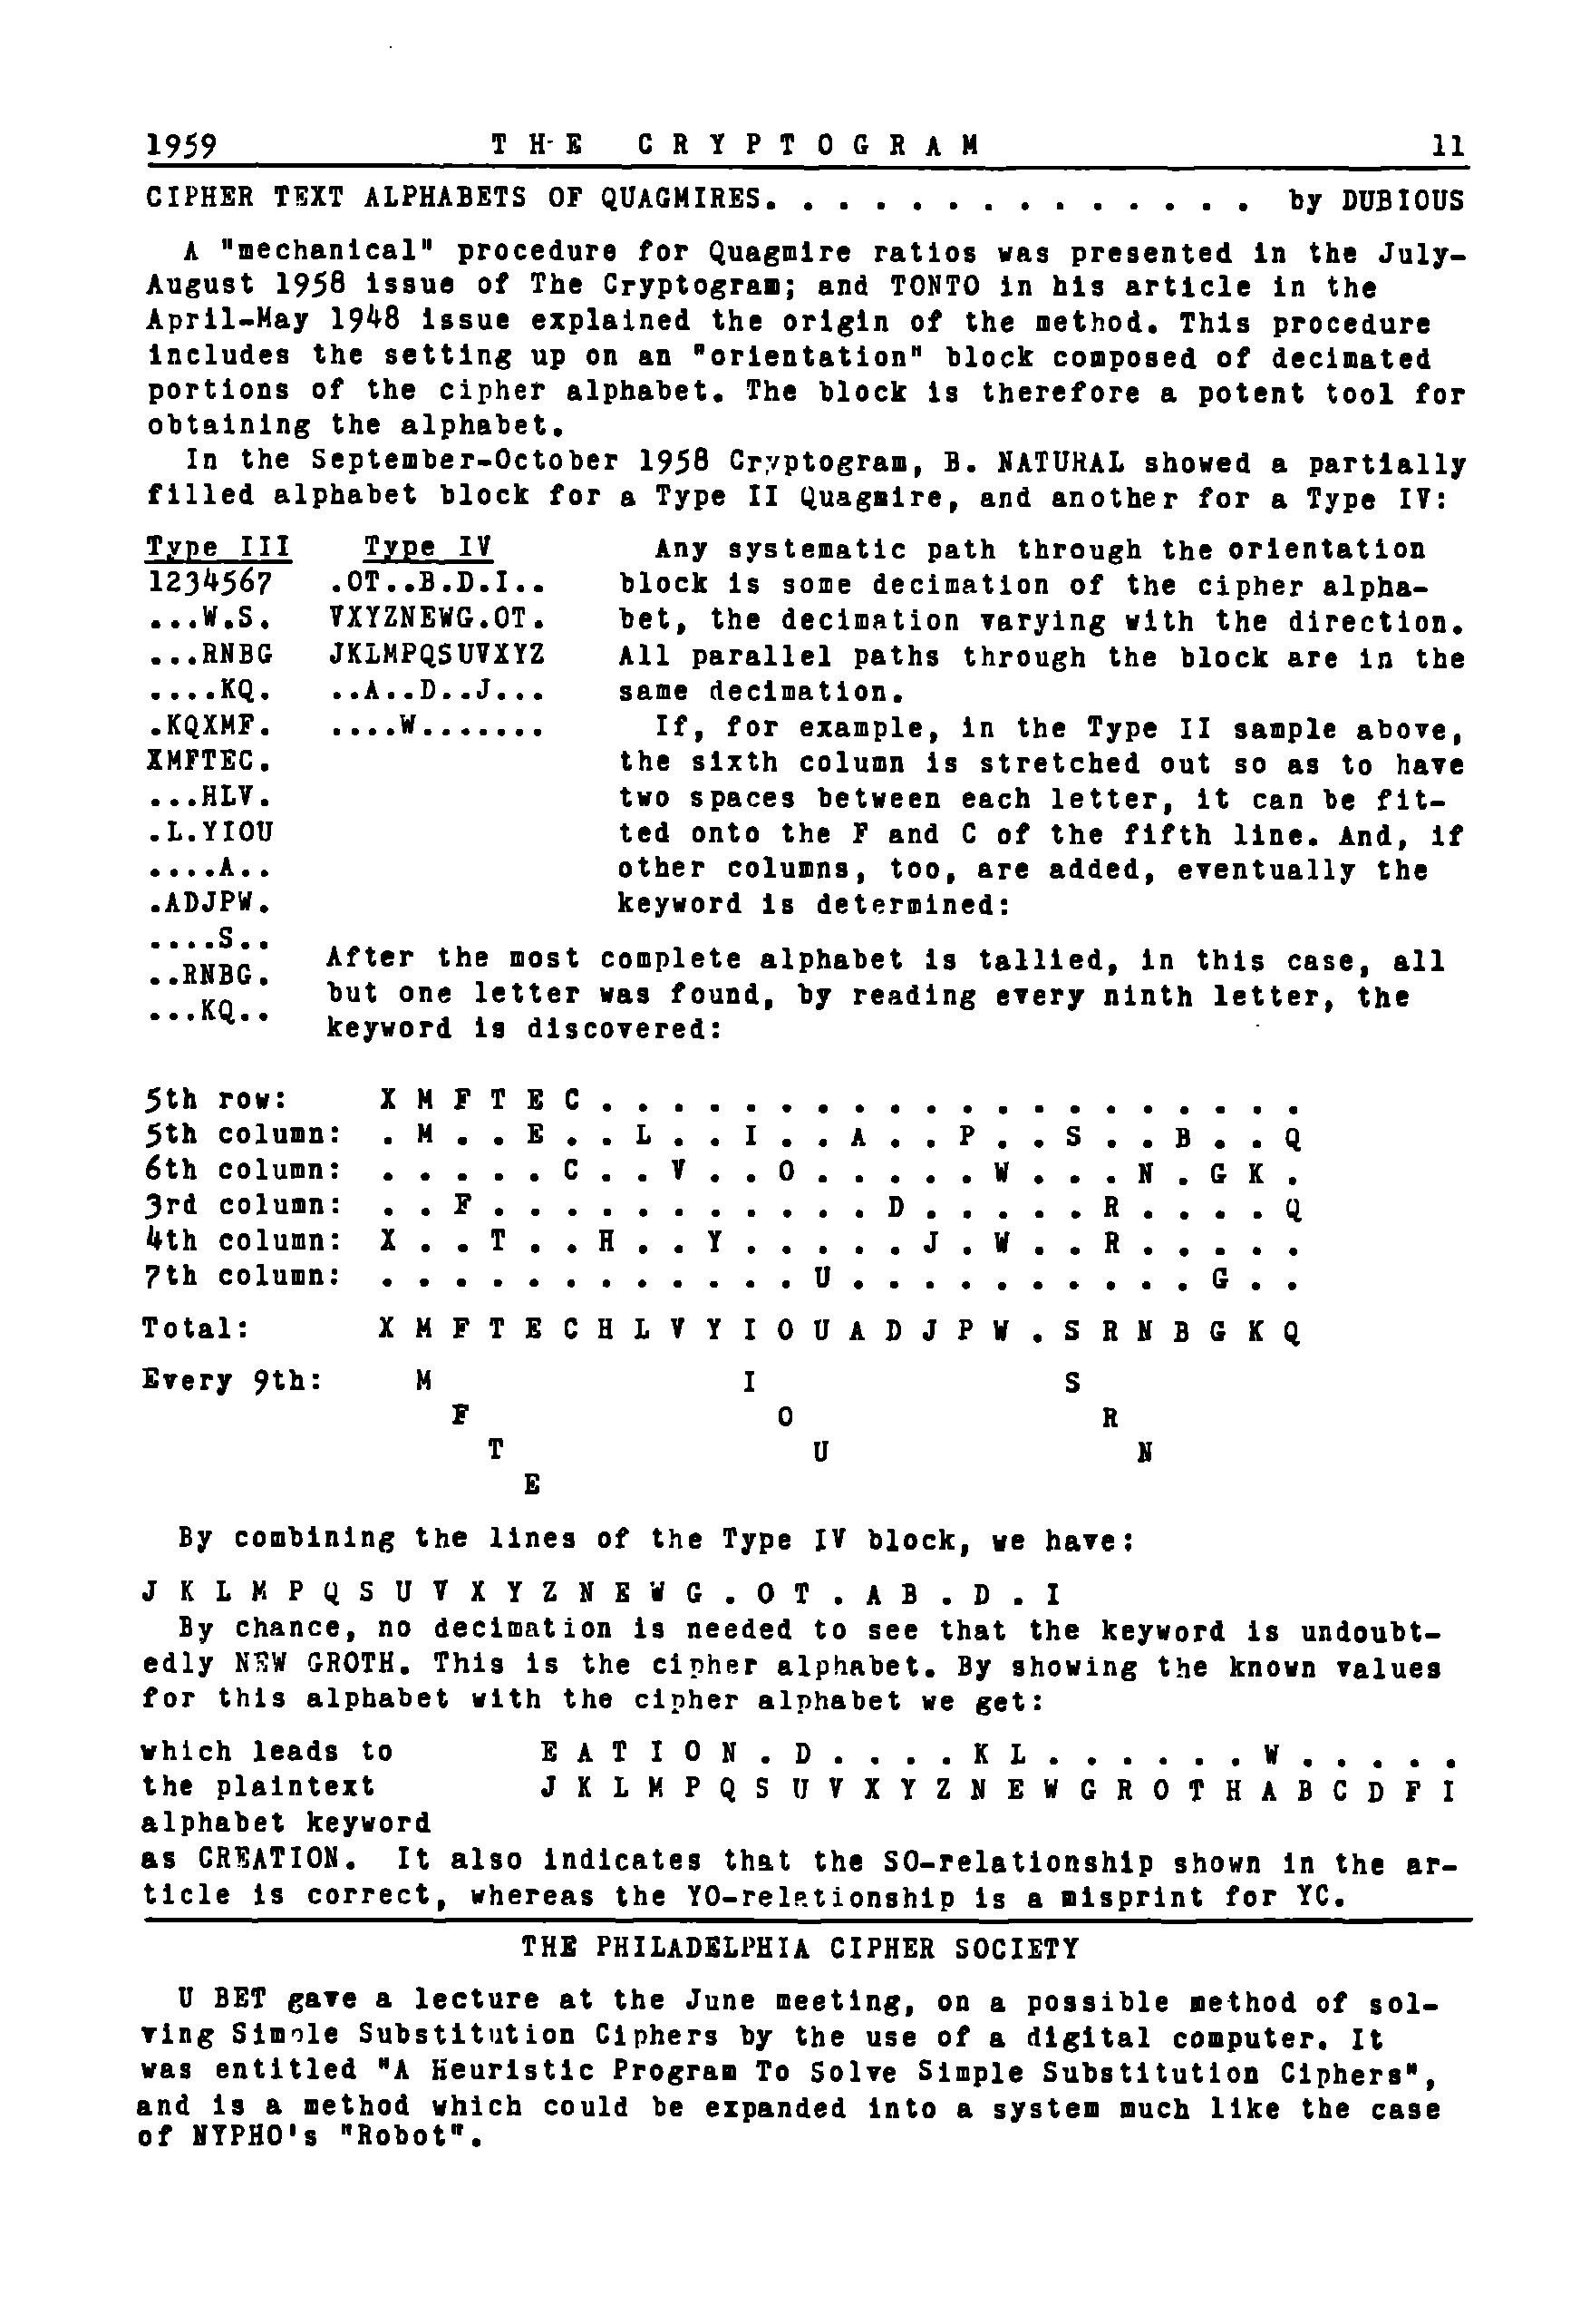 1959 T H E C R Y P T O G R A M 11
CIPHER TEXT ALPHABETS OF QUAGMIRES. . . . . . . . . . . . . . by DUBIOUS
A "mechanical" procedure for Quagmire ratios was presented in the July-
August 1958 issue of The Cryptogram; and TONTO in his article in the
April-May 1948 issue explained the origin of the method. This procedure
includes the setting up on an "orientation" block composed of decimated
portions of the cipher alphabet. The block is therefore a potent tool for
obtaining the alphabet.
In the September-October 1958 Cryptogram, B. NATURAL showed a partially
filled alphabet block for a Type II Quagmire, and another for a Type IV:
Type III
1234567
...W.S.
...RNBG
....KQ.
.KQXMF.
XMFTEC.
...HLV.
.L.YIOU
....A..
.ADJPW.
....S..
..RNBG.
...KQ..
Type IV
.OT..B.D.I..
VXYZNEWG.OT.
JKLMPQSUVXYZ
..A..D..J...
....W.......
Any systematic path through the orientation
block is some decimation of the cipher alpha-
bet, the decimation varying with the direction.
All parallel paths through the block are in the
same decimation.
If, for example, in the Type II sample above,
the sixth column is stretched out so as to have
two spaces between each letter, it can be fit-
ted onto the F and C of the fifth line. And, if
other columns, too, are added, eventually the
keyword is determined:
After the most complete alphabet is tallied, in this case, all
but one letter was found, by reading every ninth letter, the
keyword is discovered:
5th row: X M F T E C . . . . . . . . . . . . . . . . . . . .
5th column: . M . . E . . L . . I . . A . . P . . S . . B . . Q
6th column: . . . . . C . . V . . O . . . . . W . . . N . G K .
3rd column: . . F . . . . . . . . . . . D . . . . . R . . . . Q
4th column: X . . T . . H . . Y . . . . . J . W . . R . . . . .
7th column: . . . . . . . . . . . . U . . . . . . . . . . G . .
Total: X M F T E C H L V Y I O U A D J P W . S R N B G K Q
Every 9th: M I S
F O R
T U N
E
By combining the lines of the Type IV block, we have:
J K L M P Q S U V X Y Z N E W G . O T . A B . D . I
By chance, no decimation is needed to see that the keyword is undoubt-
edly NEW GROTH. This is the cipher alphabet. By showing the known values
for this alphabet with the cipher alphabet we get:
which leads to E A T I O N . D . . . . K L . . . . . . W . . . . .
the plaintext J K L M P Q S U V X Y Z N E W G R O T H A B C D F I
alphabet keyword
as CREATION. It also indicates that the SO-relationship shown in the ar-
ticle is correct, whereas the YO-relationship is a misprint for YC.
THE PHILADELPHIA CIPHER SOCIETY
U BET gave a lecture at the June meeting, on a possible method of sol-
ving Simple Substitution Ciphers by the use of a digital computer. It
was entitled "A Heuristic Program To Solve Simple Substitution Ciphers",
and is a method which could be expanded into a system much like the case
of NYPHO's "Robot".